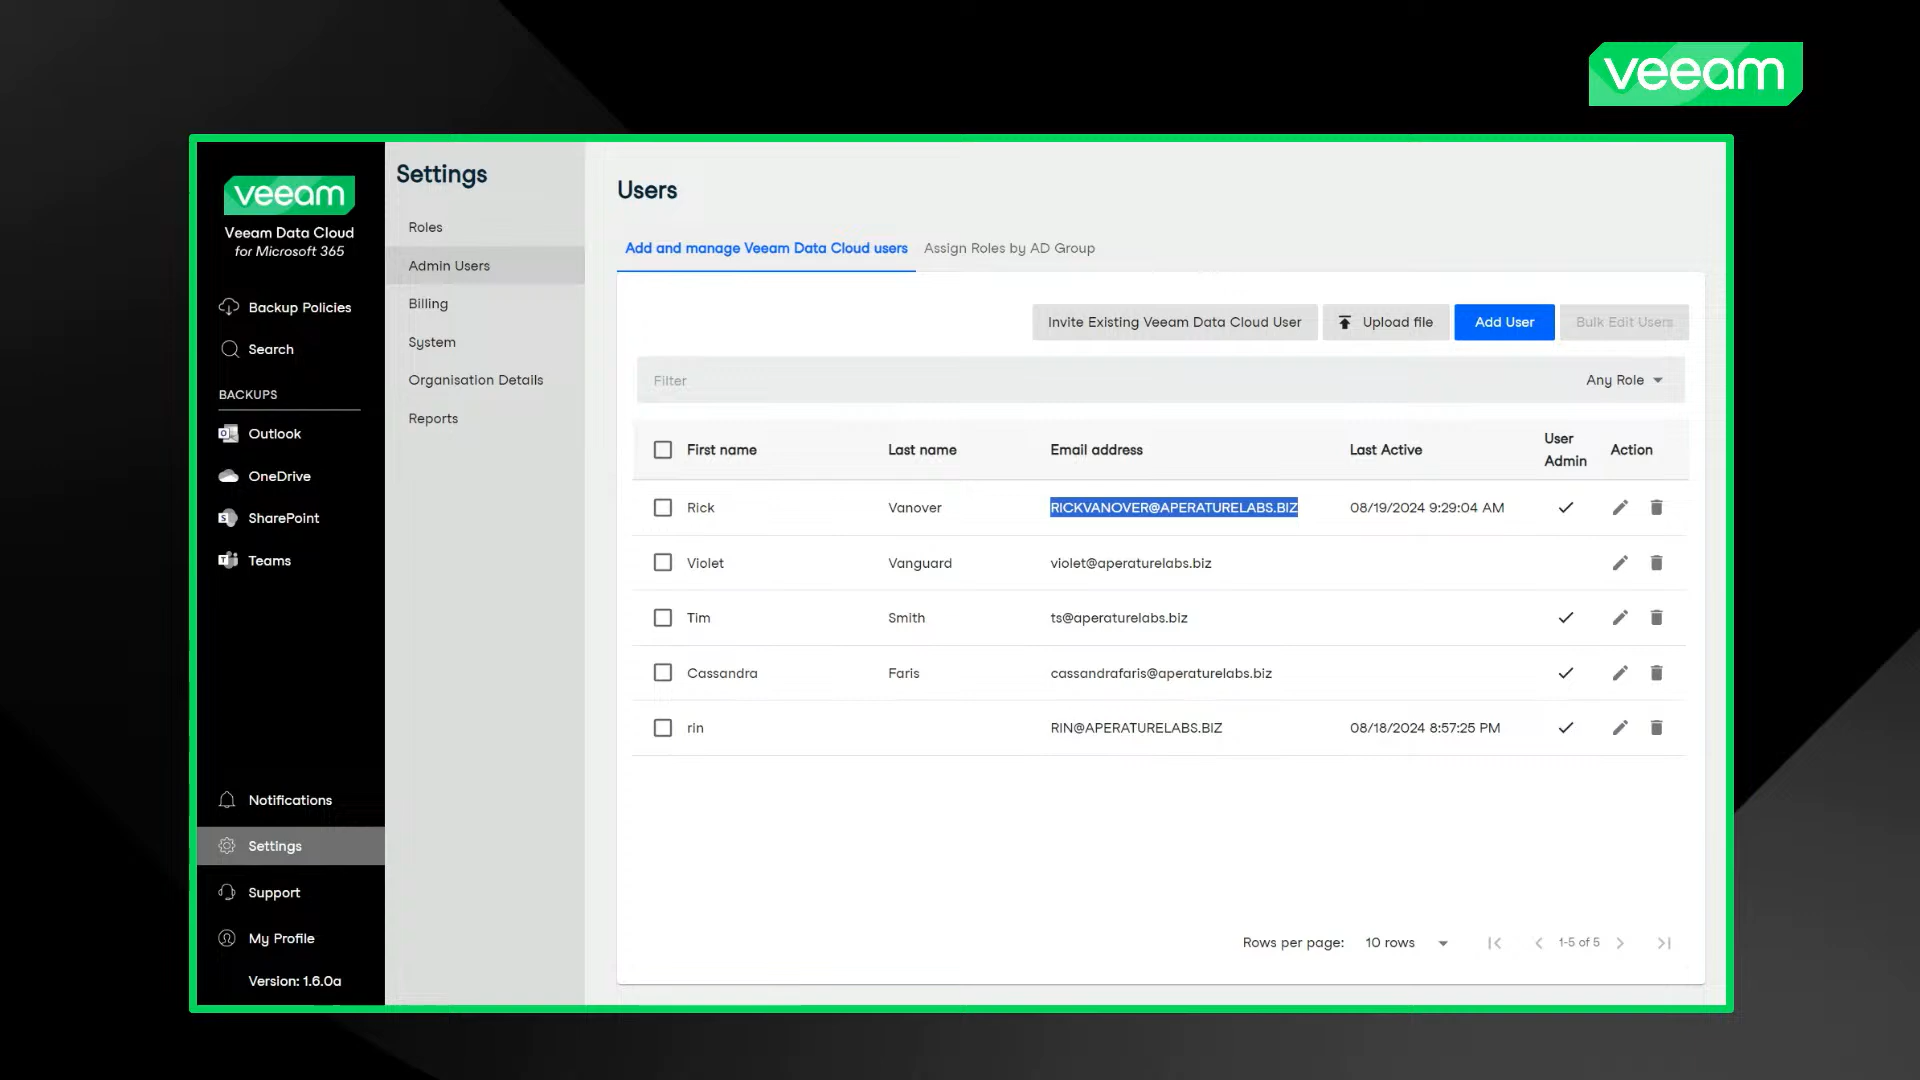 veeam
veeam
Veeam Data Cloud
for Microsoft 365
Backup Policies
Search
BACKUPS
Outlook
OneDrive
SharePoint
Teams
Notifications
Settings
Support
My Profile
Version: 1.6.0a
Settings
Roles
Admin Users
Billing
System
Organisation Details
Reports
Users
Add and manage Veeam Data Cloud users Assign Roles by AD Group
Invite Existing Veeam Data Cloud User Upload file Add User Bulk Edit Users
Filter Any Role
First name Last name Email address Last Active User Admin Action
Rick Vanover RICKVANOVER@APERATURELABS.BIZ 08/19/2024 9:29:04 AM
Violet Vanguard violet@aperaturelabs.biz
Tim Smith ts@aperaturelabs.biz
Cassandra Faris cassandrafaris@aperaturelabs.biz
rin RIN@APERATURELABS.BIZ 08/18/2024 8:57:25 PM
Rows per page: 10 rows 1-5 of 5